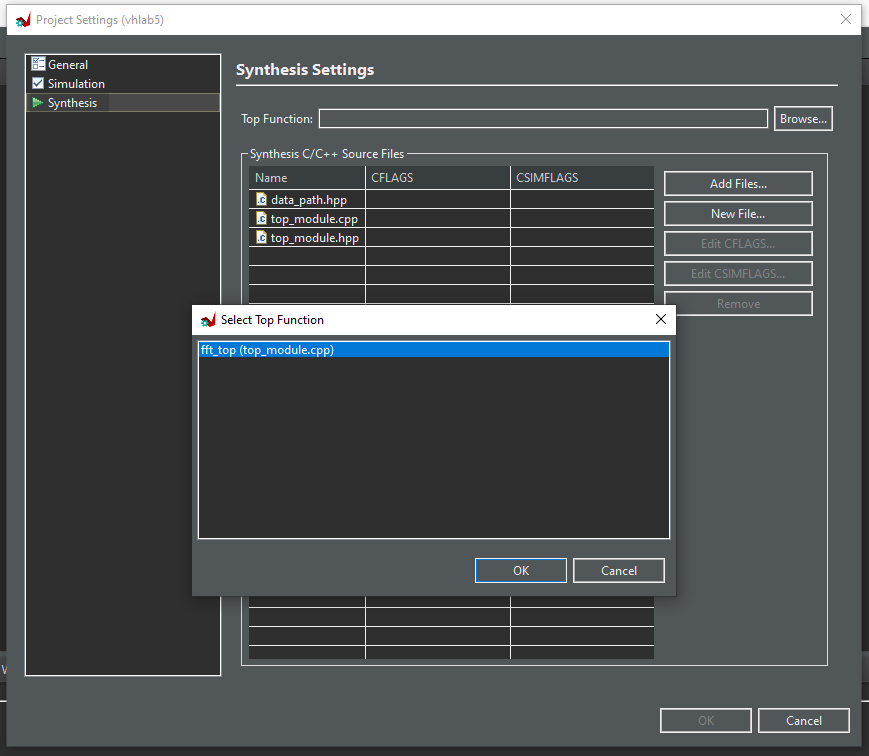 Project Settings (vhlab5)
General
Simulation
Synthesis
Synthesis Settings
Top Function:
Browse...
Synthesis C/C++ Source Files
Name CFLAGS CSIMFLAGS
data_path.hpp
top_module.cpp
top_module.hpp
Add Files...
New File...
Edit CFLAGS...
Edit CSIMFLAGS...
Remove
Select Top Function
fft_top (top_module.cpp)
OK Cancel
OK Cancel